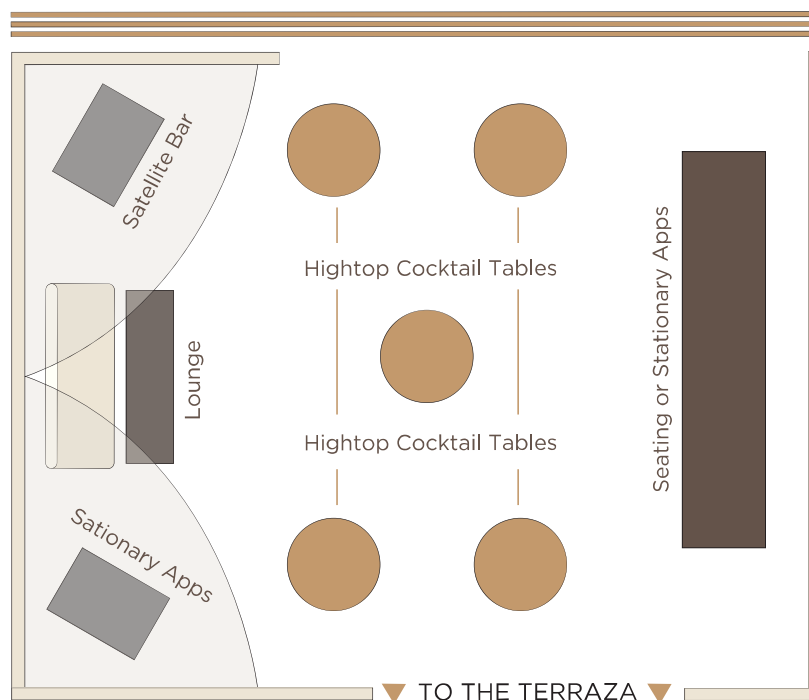 Satellite Bar
Hightop Cocktail Tables
Lounge
Seating or Stationary Apps
Hightop Cocktail Tables
Sationary Apps
TO THE TERRAZA